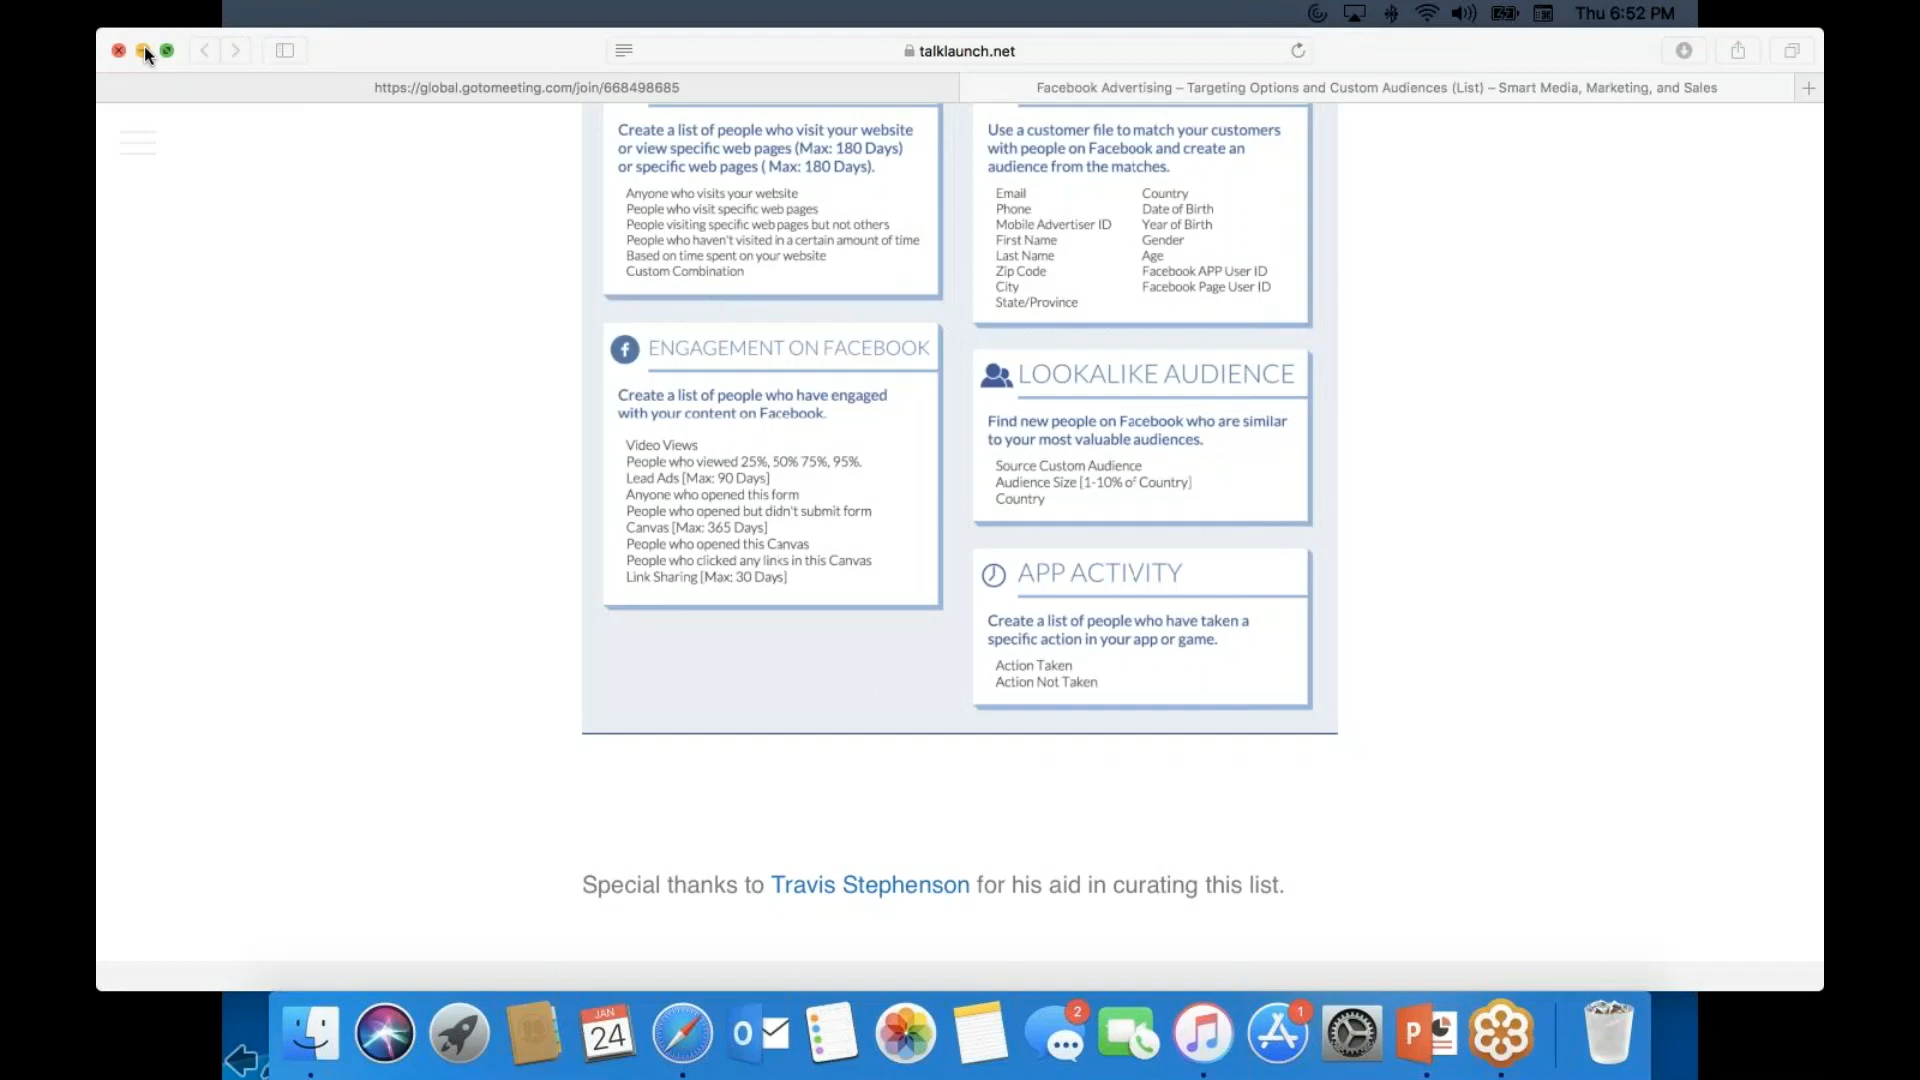 Thu 6:52 PM
talklaunch.net
https://global.gotomeeting.com/join/668498685
Facebook Advertising – Targeting Options and Custom Audiences (List) – Smart Media, Marketing, and Sales
Create a list of people who visit your website
or view specific web pages (Max: 180 Days)
or specific web pages ( Max: 180 Days).
Anyone who visits your website
People who visit specific web pages
People visiting specific web pages but not others
People who haven't visited in a certain amount of time
Based on time spent on your website
Custom Combination
ENGAGEMENT ON FACEBOOK
Create a list of people who have engaged
with your content on Facebook.
Video Views
People who viewed 25%, 50% 75%, 95%.
Lead Ads [Max: 90 Days]
Anyone who opened this form
People who opened but didn't submit form
Canvas [Max: 365 Days]
People who opened this Canvas
People who clicked any links in this Canvas
Link Sharing [Max: 30 Days]
Use a customer file to match your customers
with people on Facebook and create an
audience from the matches.
Email
Phone
Mobile Advertiser ID
First Name
Last Name
Zip Code
City
State/Province
Country
Date of Birth
Year of Birth
Gender
Age
Facebook APP User ID
Facebook Page User ID
LOOKALIKE AUDIENCE
Find new people on Facebook who are similar
to your most valuable audiences.
Source Custom Audience
Audience Size [1-10% of Country]
Country
APP ACTIVITY
Create a list of people who have taken a
specific action in your app or game.
Action Taken
Action Not Taken
Special thanks to Travis Stephenson for his aid in curating this list.
JAN
24
2
1